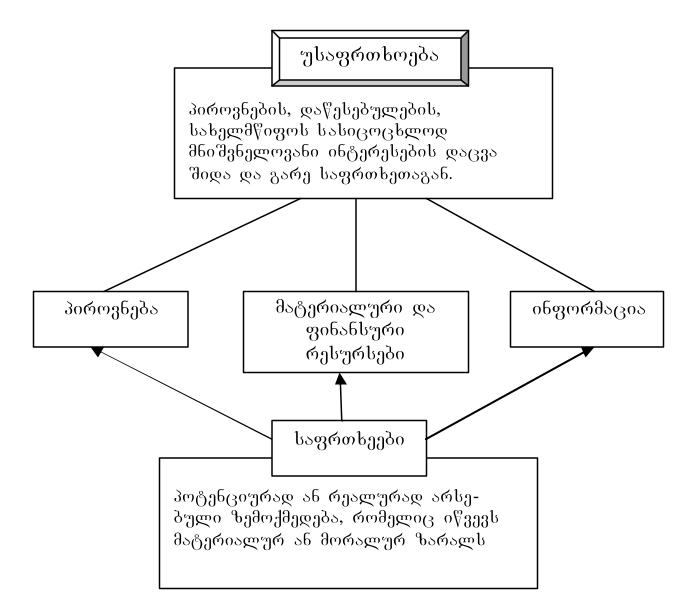 უსაფრთხოება
პიროვნების, დაწესებულების,
სახელმწიფოს სასიცოცხლოდ
მნიშვნელოვანი ინტერესების დაცვა
შიდა და გარე საფრთხეთაგან.
პიროვნება
მატერიალური და
ფინანსური
რესურსები
ინფორმაცია
საფრთხეები
პოტენციურად ან რეალურად არსე-
ბული ზემოქმედება, რომელიც იწვევს
მატერიალურ ან მორალურ ზარალს